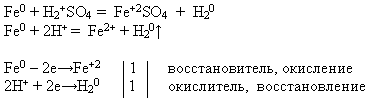 Fe⁰ + H₂⁺SO₄ = Fe⁺²SO₄ + H₂⁰
Fe⁰ + 2H⁺ = Fe²⁺ + H₂⁰↑
Fe⁰ – 2e→Fe⁺² | 1 | восстановитель, окисление
2H⁺ + 2e→H₂⁰ | 1 | окислитель, восстановление